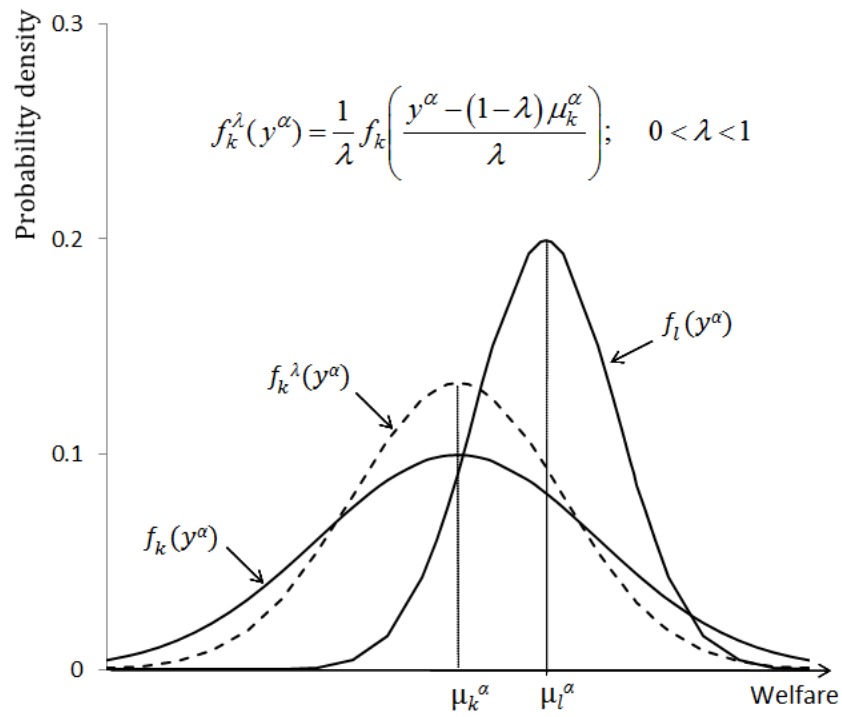 Probability density
0.3
f_k^λ(y^α) = 1/λ f_k((y^α − (1−λ) μ_k^α)/λ); 0 < λ < 1
0.2
f_l(y^α)
f_k^λ(y^α)
0.1
f_k(y^α)
0
μ_k^α
μ_l^α
Welfare